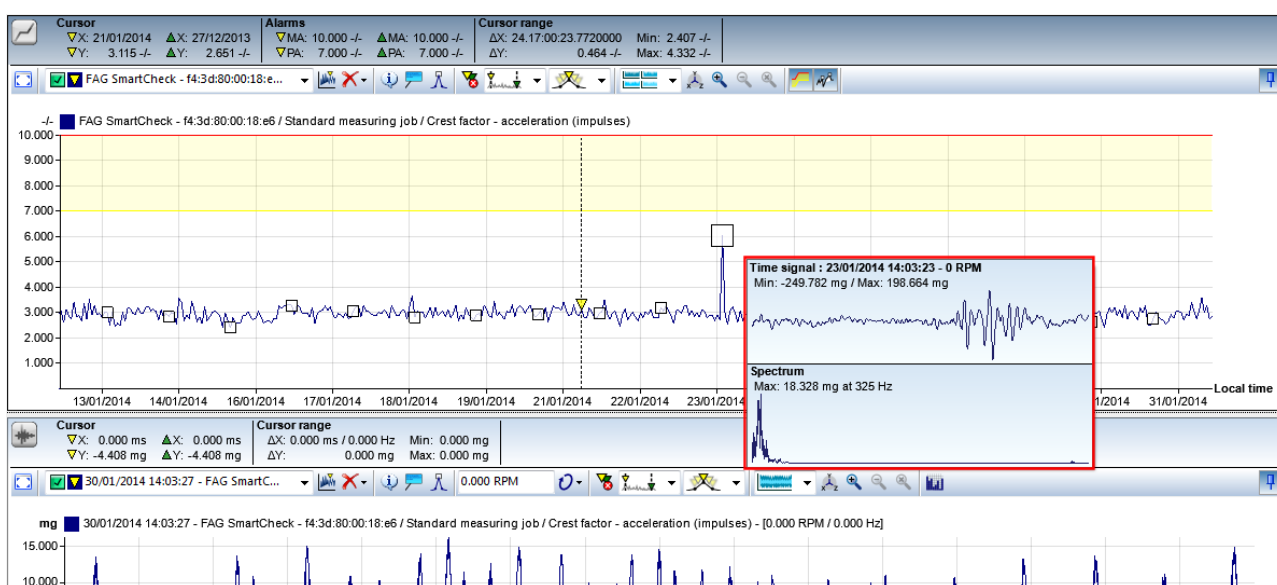 Cursor Alarms Cursor range
X: 21/01/2014 X: 27/12/2013 MA: 10.000 -/- MA: 10.000 -/- ΔX: 24.17:00:23.7720000 Min: 2.407 -/-
Y: 3.115 -/- Y: 2.651 -/- PA: 7.000 -/- PA: 7.000 -/- ΔY: 0.464 -/- Max: 4.332 -/-
FAG SmartCheck - f4:3d:80:00:18:e...
-/- FAG SmartCheck - f4:3d:80:00:18:e6 / Standard measuring job / Crest factor - acceleration (impulses)
10.000
9.000
8.000
7.000
6.000
5.000
4.000
3.000
2.000
1.000
Time signal : 23/01/2014 14:03:23 - 0 RPM
Min: -249.782 mg / Max: 198.664 mg
Spectrum
Max: 18.328 mg at 325 Hz
Local time
13/01/2014 14/01/2014 16/01/2014 17/01/2014 18/01/2014 19/01/2014 21/01/2014 22/01/2014 23/01/2014 1/2014 31/01/2014
Cursor Cursor range
X: 0.000 ms X: 0.000 ms ΔX: 0.000 ms / 0.000 Hz Min: 0.000 mg
Y: -4.408 mg Y: -4.408 mg ΔY: 0.000 mg Max: 0.000 mg
30/01/2014 14:03:27 - FAG SmartC... 0.000 RPM
mg 30/01/2014 14:03:27 - FAG SmartCheck - f4:3d:80:00:18:e6 / Standard measuring job / Crest factor - acceleration (impulses) - [0.000 RPM / 0.000 Hz]
15.000
10.000